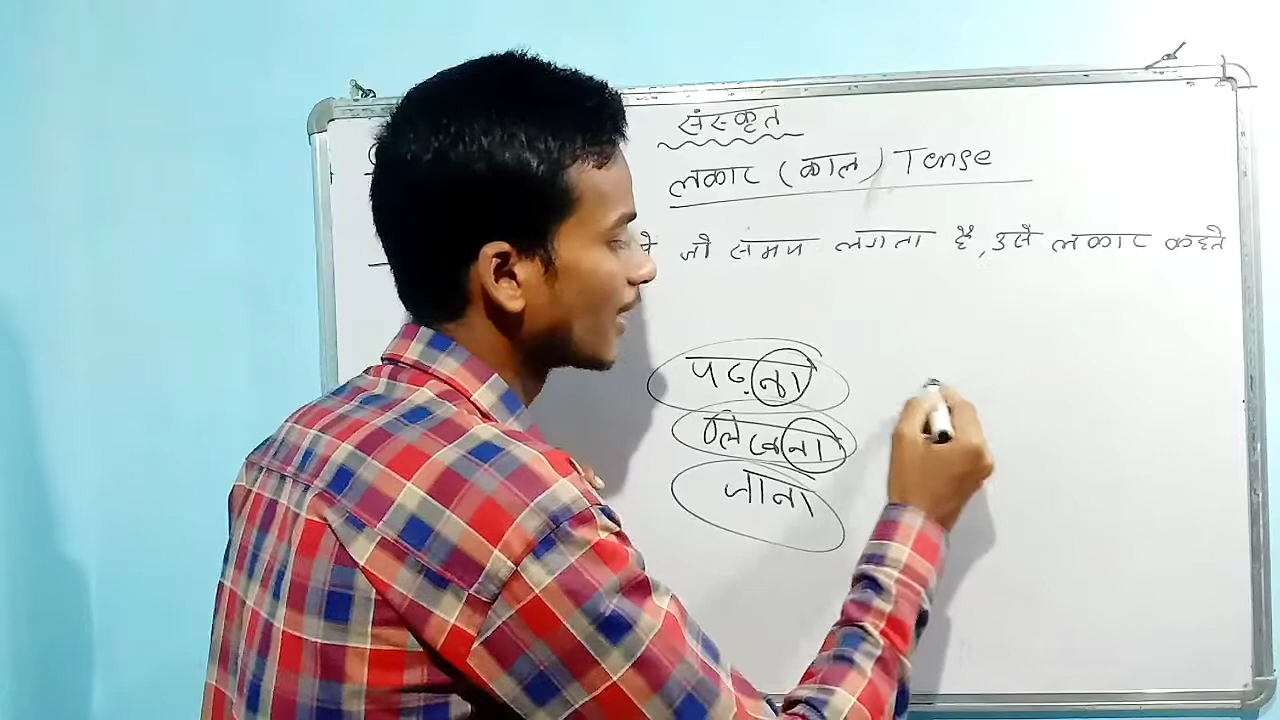 संस्कृत
लकार (काल) Tense
जो समय लगता है, उसे लकार कहते
पढ़ना
लिखना
जाना